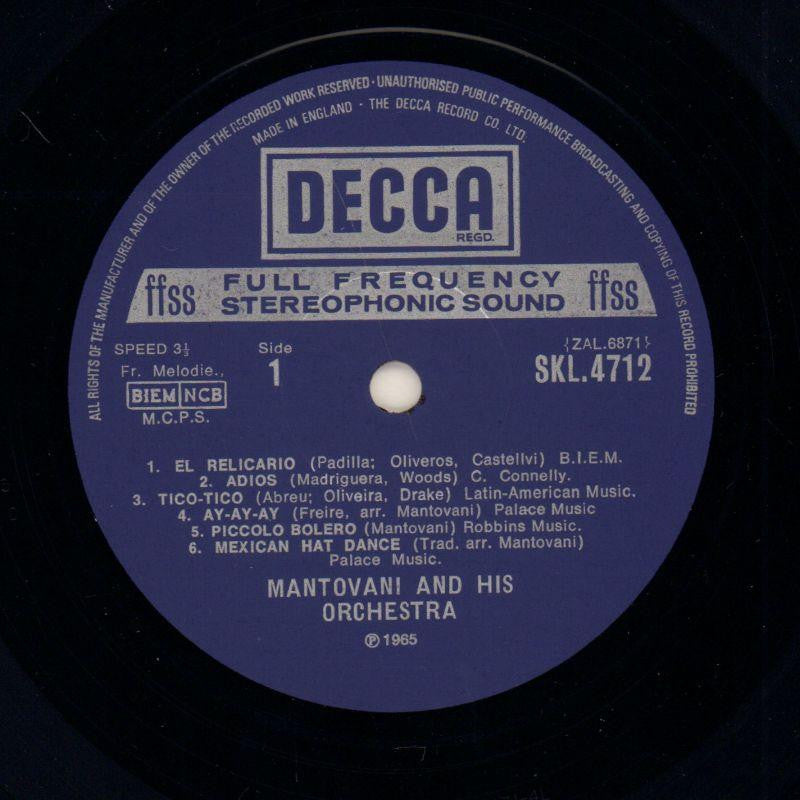 ALL RIGHTS OF THE MANUFACTURER AND OF THE OWNER OF THE RECORDED WORK RESERVED · UNAUTHORISED PUBLIC PERFORMANCE BROADCASTING AND COPYING OF THIS RECORD PROHIBITED
MADE IN ENGLAND · THE DECCA RECORD CO. LTD.
DECCA
REGD.
ffss FULL FREQUENCY ffss
STEREOPHONIC SOUND
SPEED 3⅓ Side {ZAL.6871}
Fr. Melodie., 1 SKL.4712
BIEM NCB
M.C.P.S.
1. EL RELICARIO (Padilla; Oliveros, Castellvi) B.I.E.M.
2. ADIOS (Madriguera, Woods) C. Connelly.
3. TICO-TICO (Abreu; Oliveira, Drake) Latin-American Music.
4. AY-AY-AY (Freire, arr. Mantovani) Palace Music
5. PICCOLO BOLERO (Mantovani) Robbins Music.
6. MEXICAN HAT DANCE (Trad. arr. Mantovani)
Palace Music.
MANTOVANI AND HIS
ORCHESTRA
℗ 1965